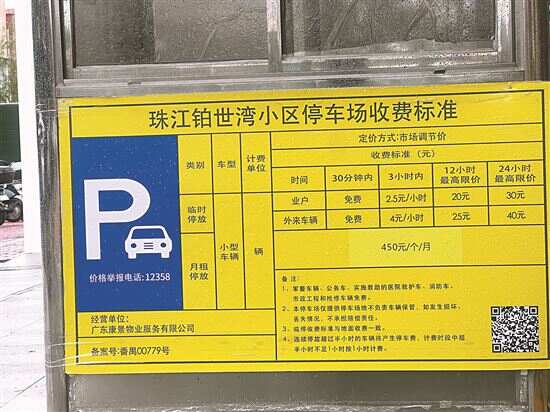 珠江铂世湾小区停车场收费标准
类别 车型 计费单位 定价方式:市场调节价
收费标准（元）
时间 30分钟内 3小时内 12小时最高限价 24小时最高限价
临时停放 小型车辆 辆 业户 免费 2.5元/小时 20元 30元
外来车辆 免费 4元/小时 25元 40元
月租停放 450元/个/月
P
价格举报电话:12358
经营单位:
广东康景物业服务有限公司
备案号:番禺00779号
备注:
1、军警车辆、公务车、实施救助的医院救护车、消防车、
市政工程和抢修车辆免费。
2、本停车场仅提供停车场地不负责车辆保管，如发生损坏、
丢失情况，不承担赔偿责任。
3、临停收费标准与地面收费一致。
4、连续停放超过半小时的车辆将产生停车费，计费时段中超
半小时不足1小时按1小时计费。